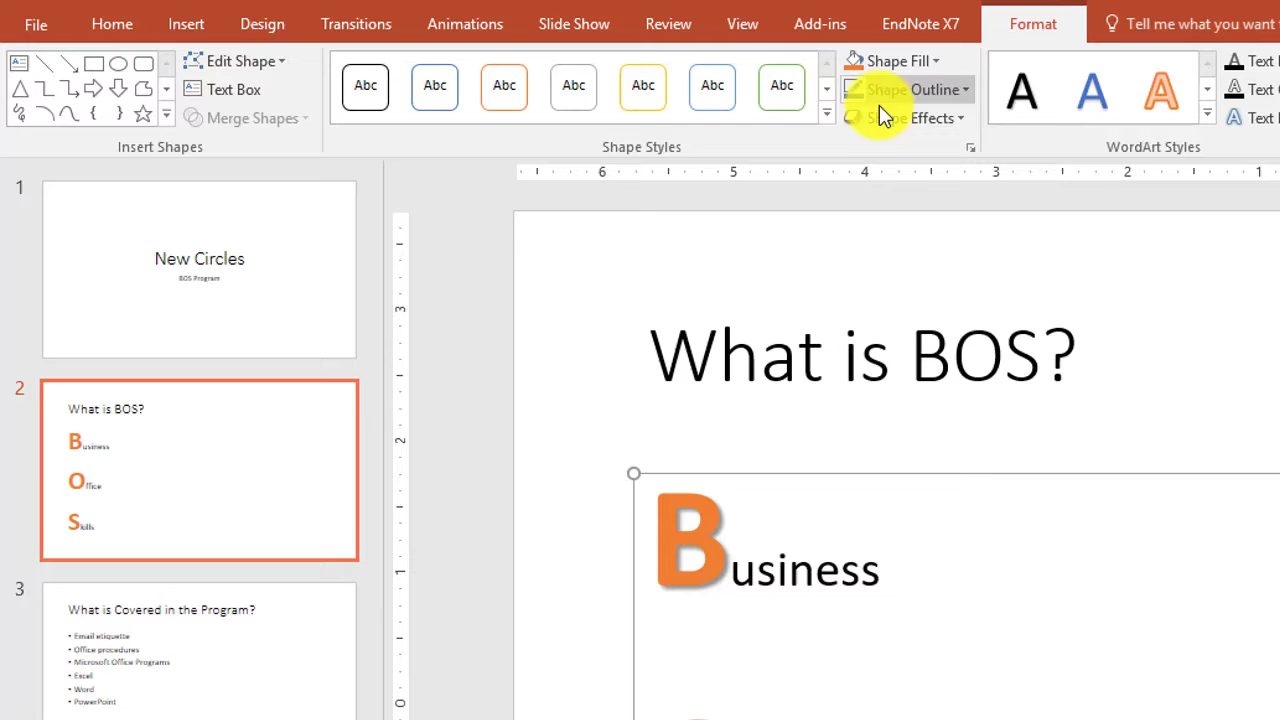 File Home Insert Design Transitions Animations Slide Show Review View Add-ins EndNote X7 Format Tell me what you want
Edit Shape
Text Box
Merge Shapes
Insert Shapes
Abc Abc Abc Abc Abc Abc Abc
Shape Styles
Shape Fill
Shape Outline
Shape Effects
A A A
WordArt Styles
A Text
A Text
A Text
6 5 4 3 2 1
3
2
1
0
1
New Circles
BOS Program
2
What is BOS?
Business
Office
Skills
3
What is Covered in the Program?
• Email etiquette
• Office procedures
• Microsoft Office Programs
• Excel
• Word
• PowerPoint
What is BOS?
Business